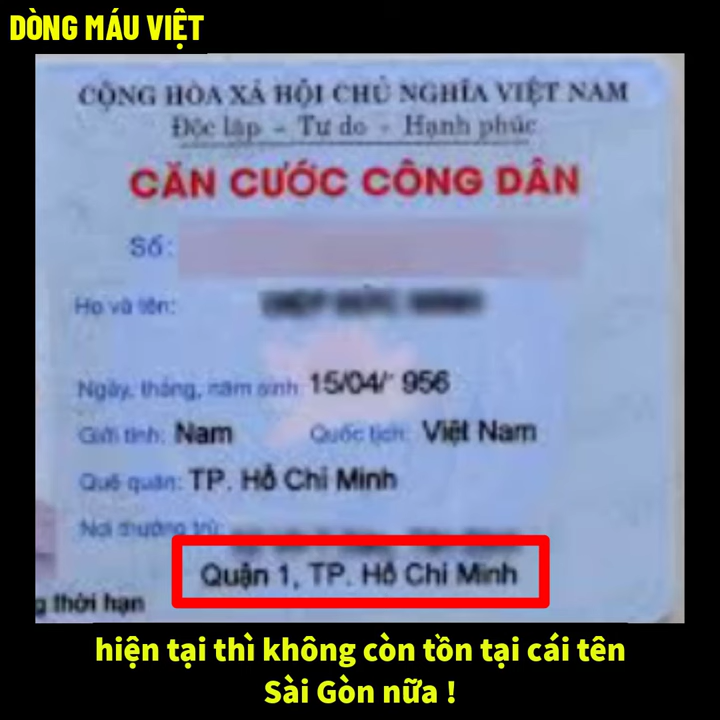 DÒNG MÁU VIỆT
CỘNG HÒA XÃ HỘI CHỦ NGHĨA VIỆT NAM
Độc lập - Tự do - Hạnh phúc
CĂN CƯỚC CÔNG DÂN
Số:
Họ và tên:
Ngày, tháng, năm sinh 15/04/ 956
Giới tính: Nam Quốc tịch: Việt Nam
Quê quán: TP. Hồ Chí Minh
Nơi thường trú:
Quận 1, TP. Hồ Chí Minh
thời hạn
hiện tại thì không còn tồn tại cái tên
Sài Gòn nữa !